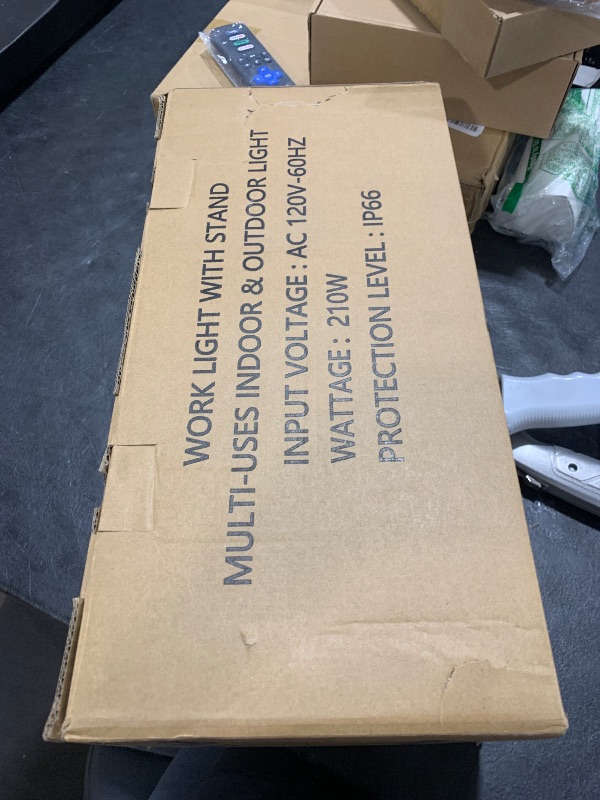 WORK LIGHT WITH STAND
MULTI-USES INDOOR & OUTDOOR LIGHT
INPUT VOLTAGE : AC 120V-60HZ
WATTAGE : 210W
PROTECTION LEVEL : IP66